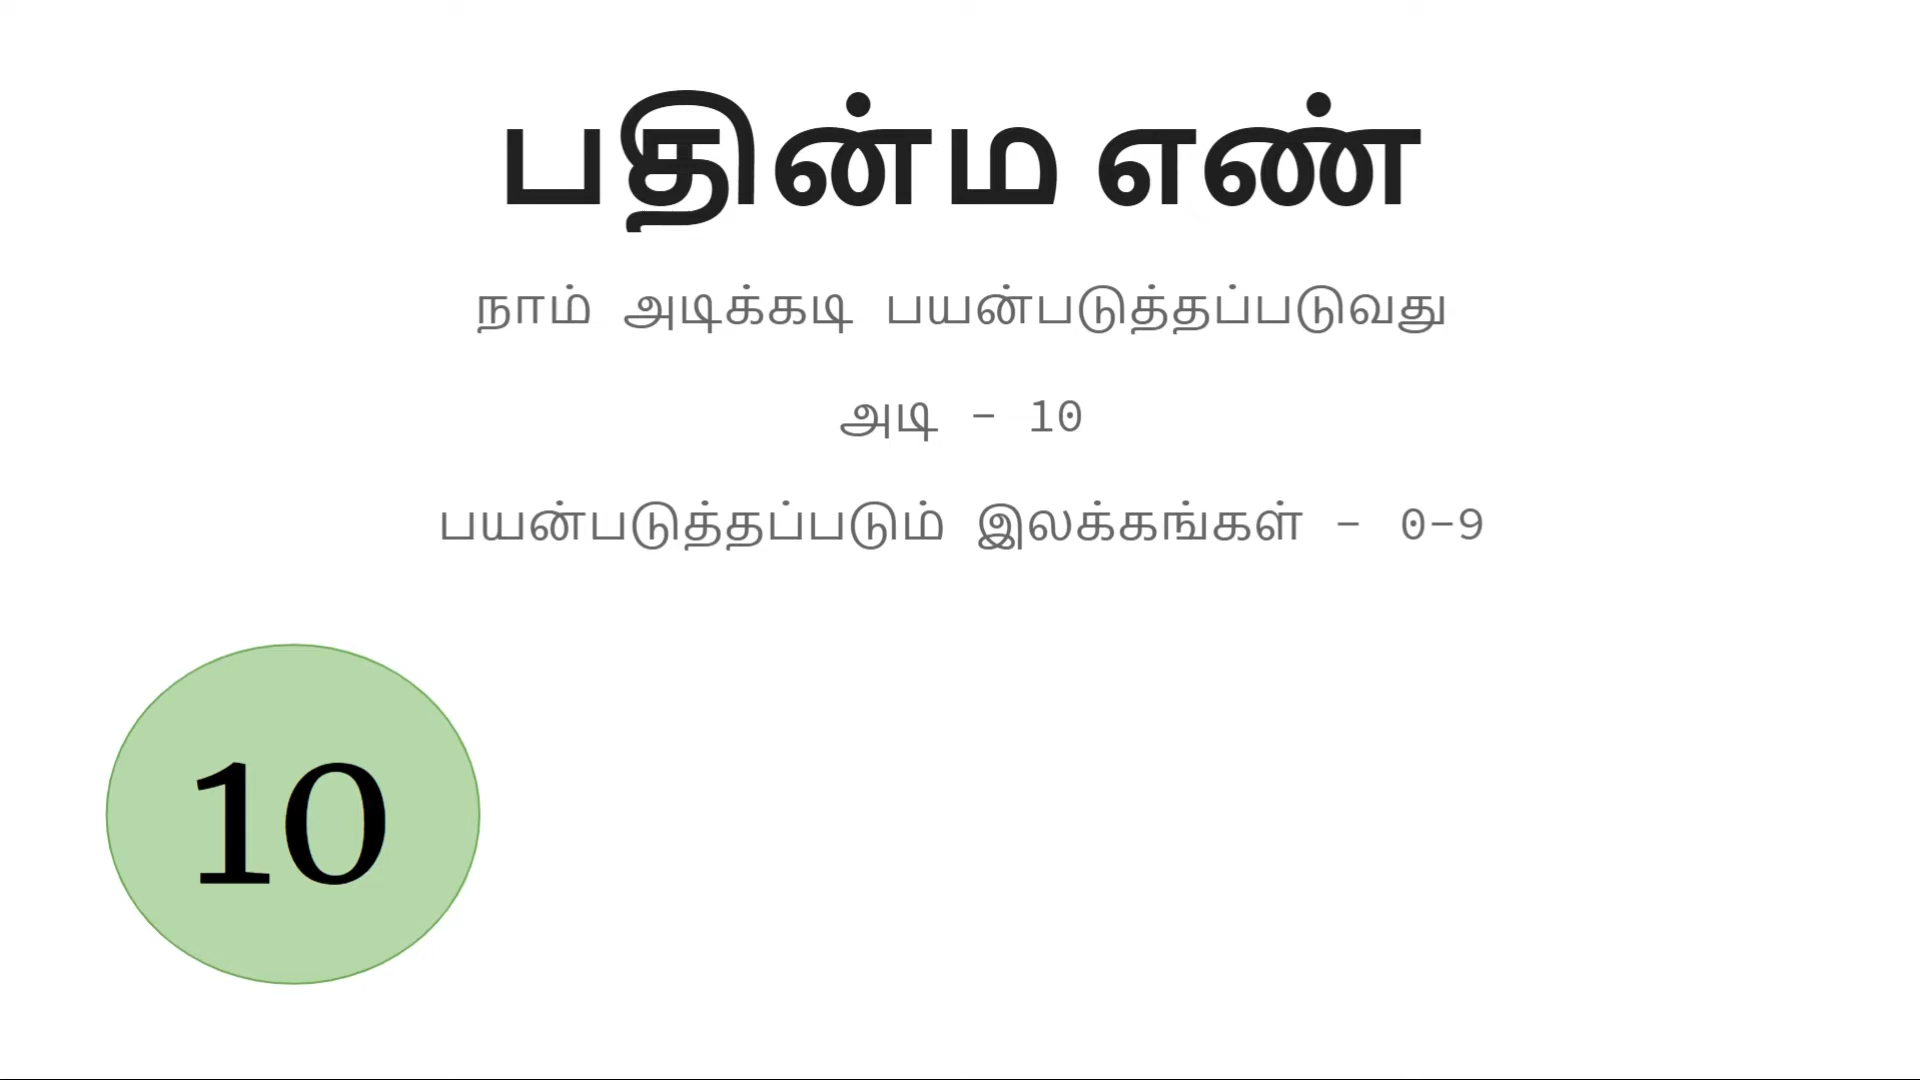 பதின்ம எண்
நாம் அடிக்கடி பயன்படுத்தப்படுவது
அடி - 10
பயன்படுத்தப்படும் இலக்கங்கள் - 0-9
10